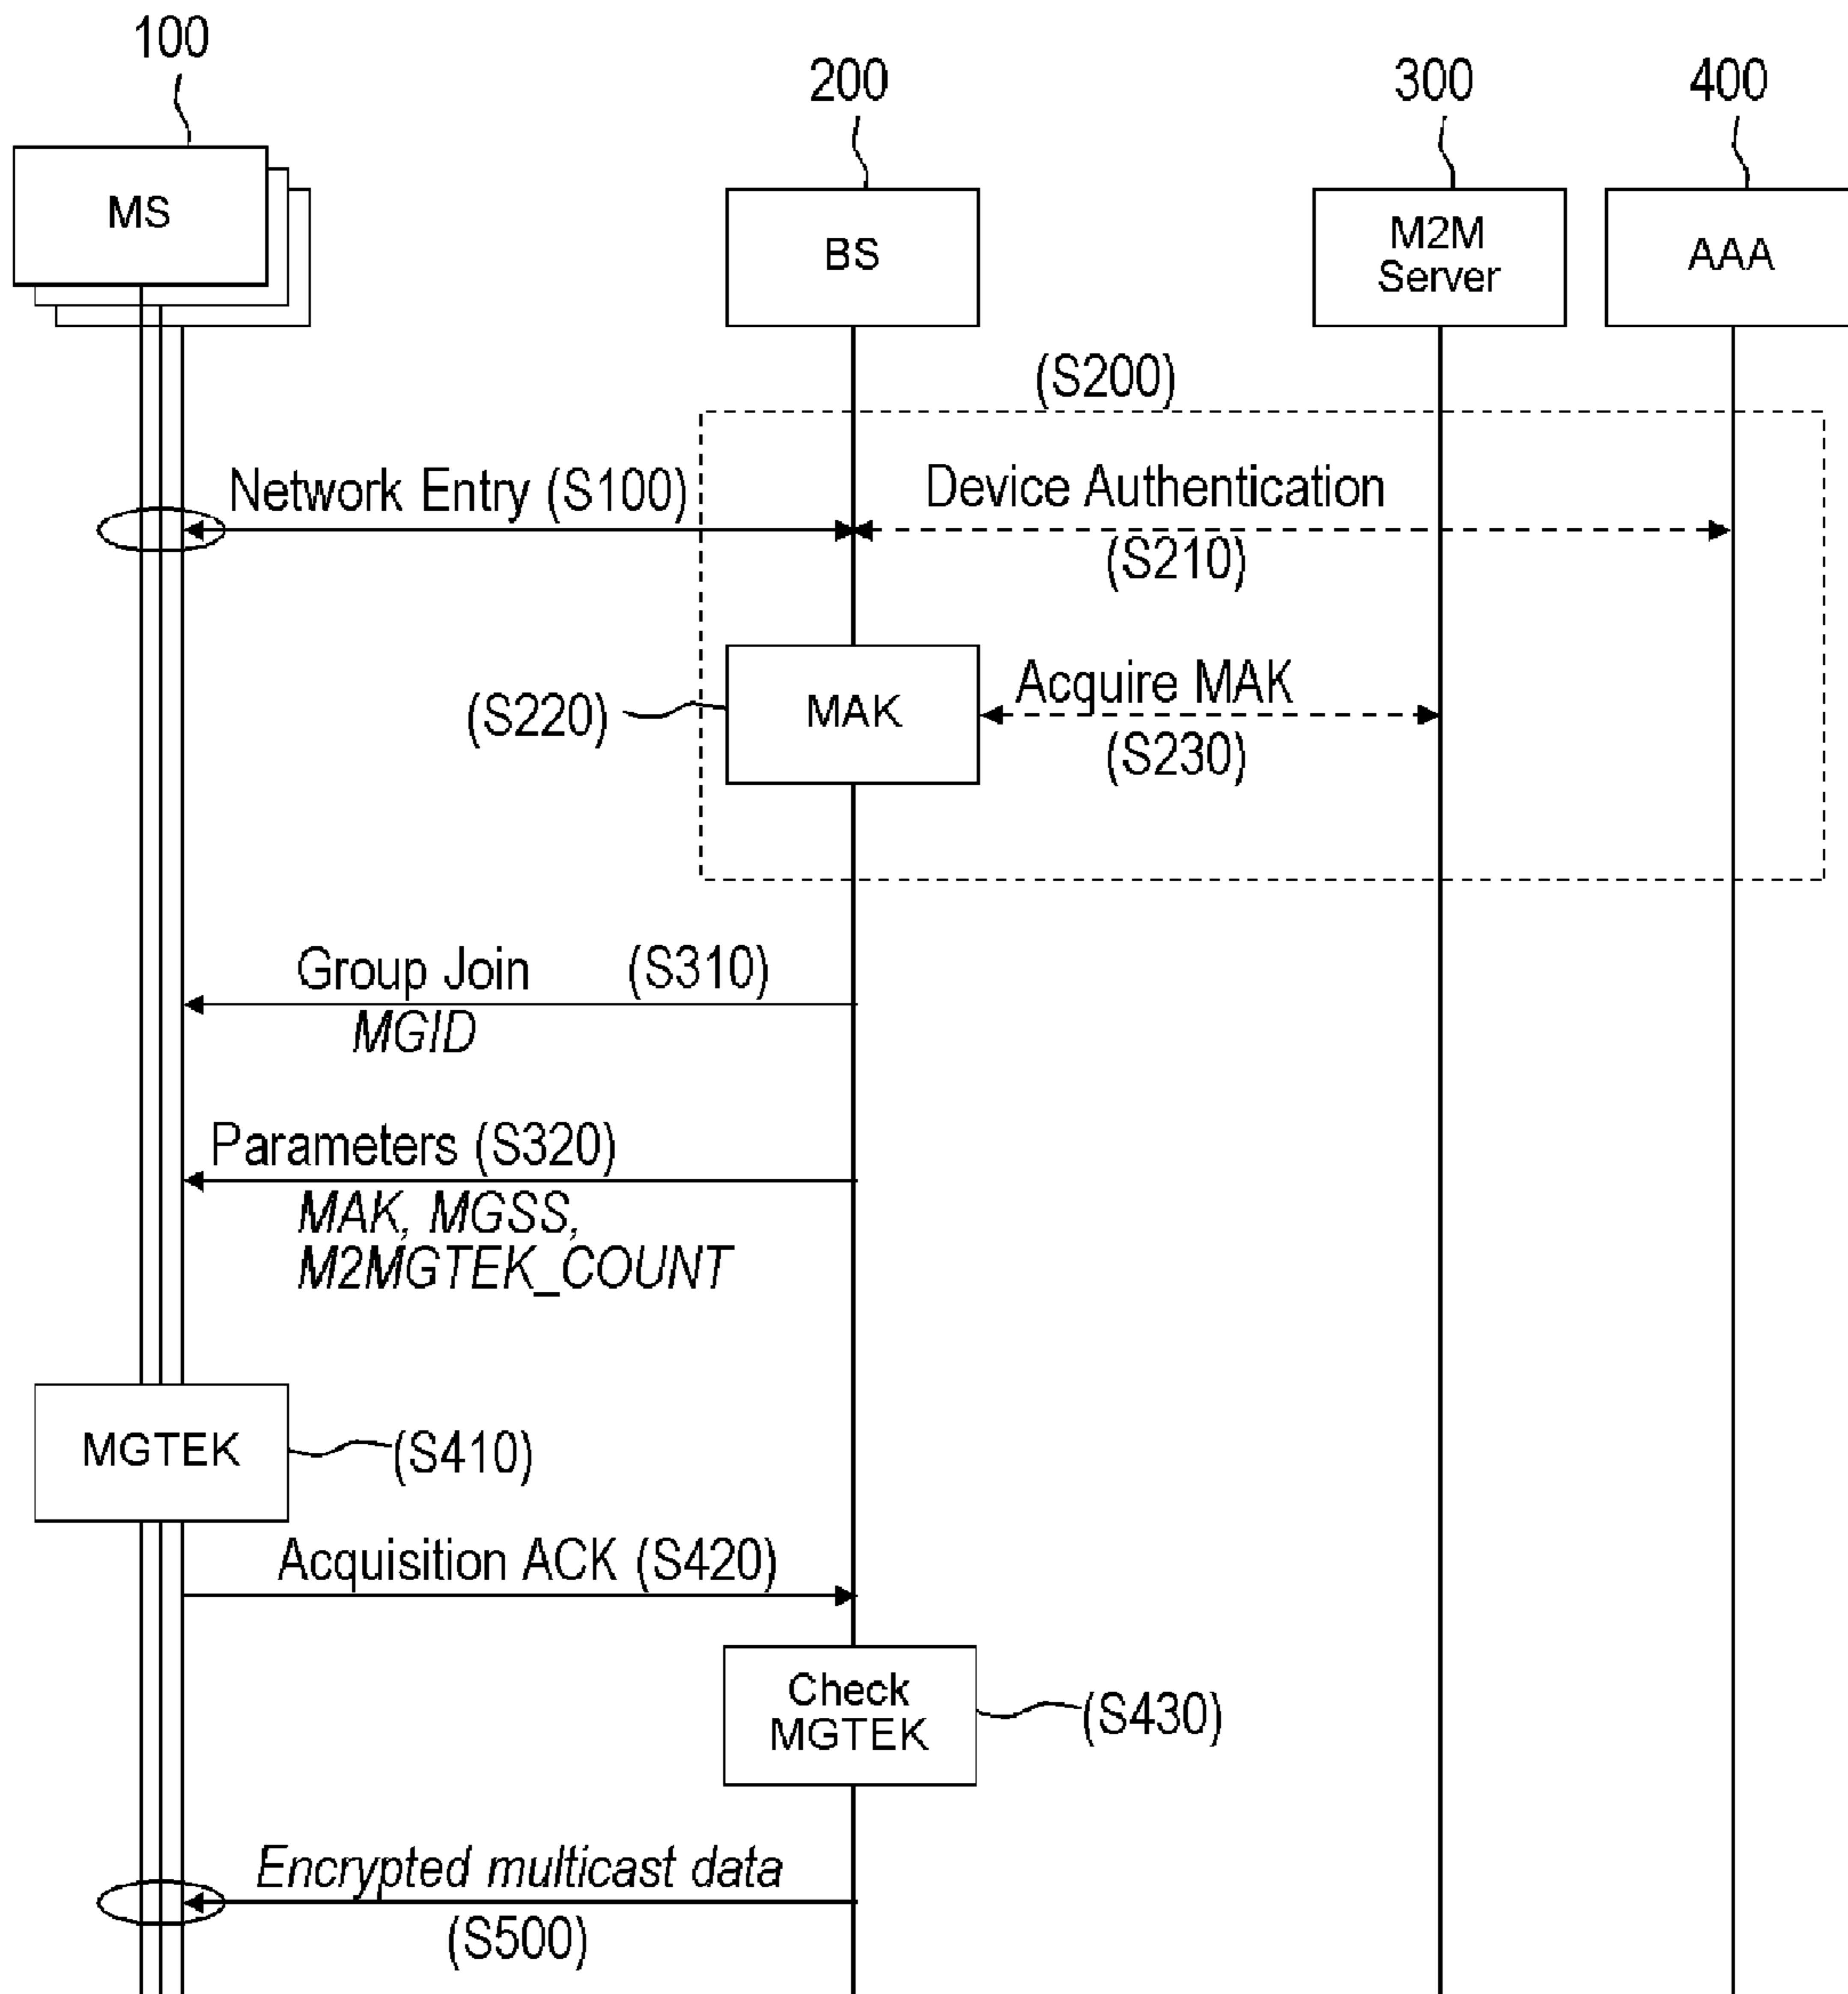 100
200
300
400
MS
BS
M2M
Server
AAA
(S200)
Network Entry (S100)
Device Authentication
(S210)
(S220)
MAK
Acquire MAK
(S230)
Group Join (S310)
MGID
Parameters (S320)
MAK, MGSS,
M2MGTEK_COUNT
MGTEK
(S410)
Acquisition ACK (S420)
Check
MGTEK
(S430)
Encrypted multicast data
(S500)